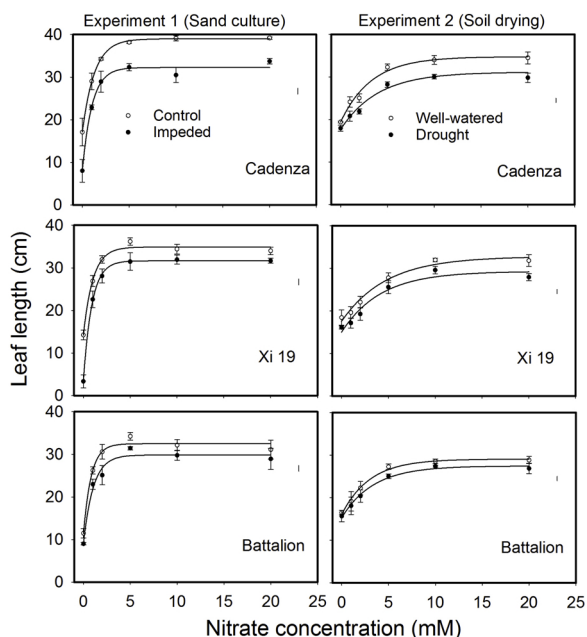 Experiment 1 (Sand culture)
Experiment 2 (Soil drying)
40
30
20
10
0
Control
Impeded
Cadenza
Well-watered
Drought
Cadenza
40
30
20
10
0
Xi 19
Xi 19
40
30
20
10
0
Battalion
Battalion
0 5 10 15 20 25
0 5 10 15 20 25
Leaf length (cm)
Nitrate concentration (mM)